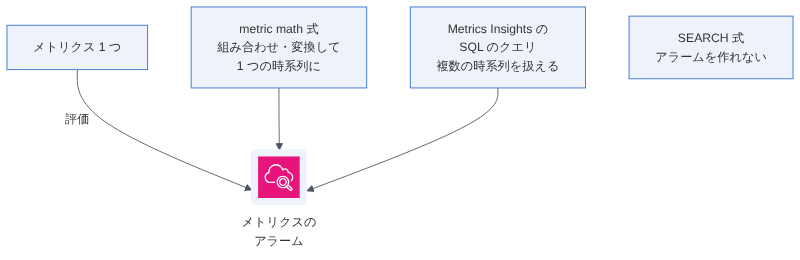 メトリクス 1 つ
metric math 式
組み合わせ・変換して
1 つの時系列に
Metrics Insights の
SQL のクエリ
複数の時系列を扱える
SEARCH 式
アラームを作れない
評価
メトリクスの
アラーム